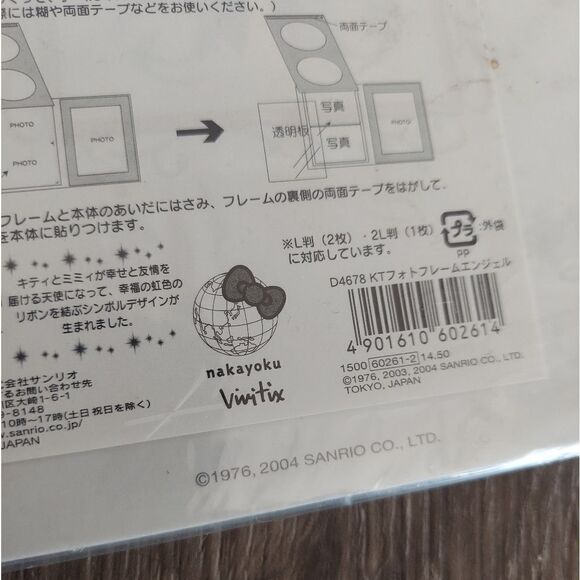 際には糊や両面テープなどをお使いください。)
両面テープ
PHOTO
PHOTO
PHOTO
透明板
写真
写真
PHOTO
フレームと本体のあいだにはさみ、フレームの裏側の両面テープをはがして、
を本体に貼りつけます。
※L判(2枚)・2L判(1枚)
に対応しています。
プラ
:外袋
PP
キティとミミィが幸せと友情を
届ける天使になって、幸福の虹色の
リボンを結ぶシンボルデザインが
生まれました。
nakayoku
Vivitix
D4678 KTフォトフレームエンジェル
4 901610 602614
1500 60261-2 14.50
©1976, 2003, 2004 SANRIO CO., LTD.
TOKYO, JAPAN
式会社サンリオ
るお問い合わせ先
区大崎1-6-1
9-8148
10時〜17時(土日祝日を除く)
w.sanrio.co.jp/
JAPAN
©1976, 2004 SANRIO CO., LTD.